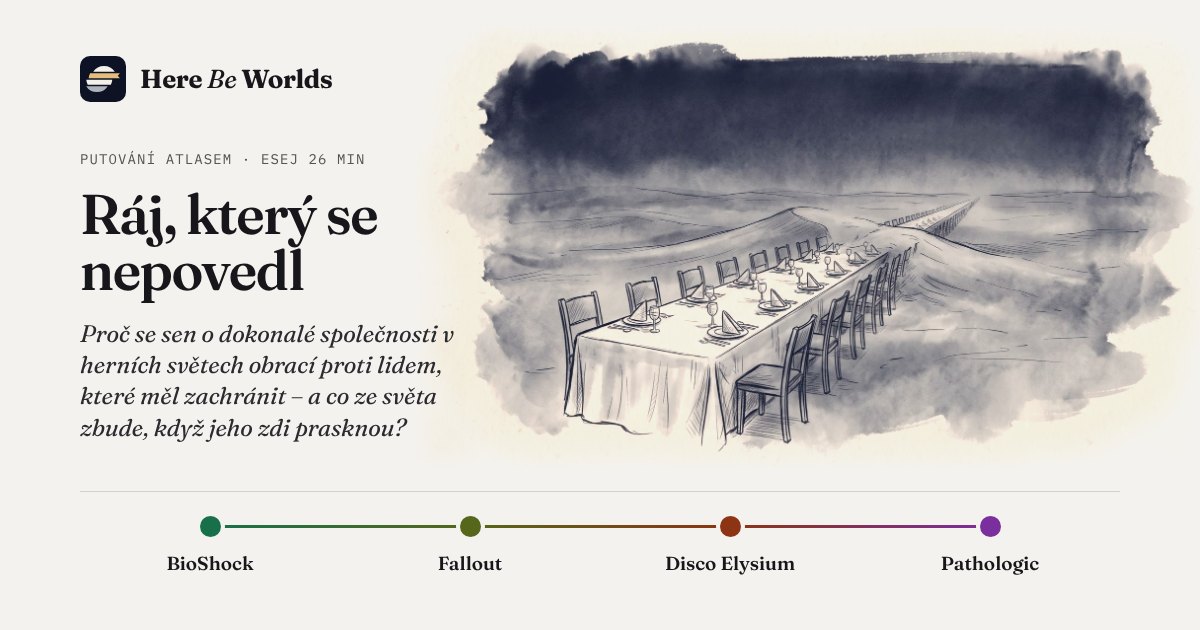 Here Be Worlds
PUTOVÁNÍ ATLASEM · ESEJ 26 MIN
Ráj, který se
nepovedl
Proč se sen o dokonalé společnosti v
herních světech obrací proti lidem,
které měl zachránit – a co ze světa
zbude, když jeho zdi prasknou?
BioShock
Fallout
Disco Elysium
Pathologic